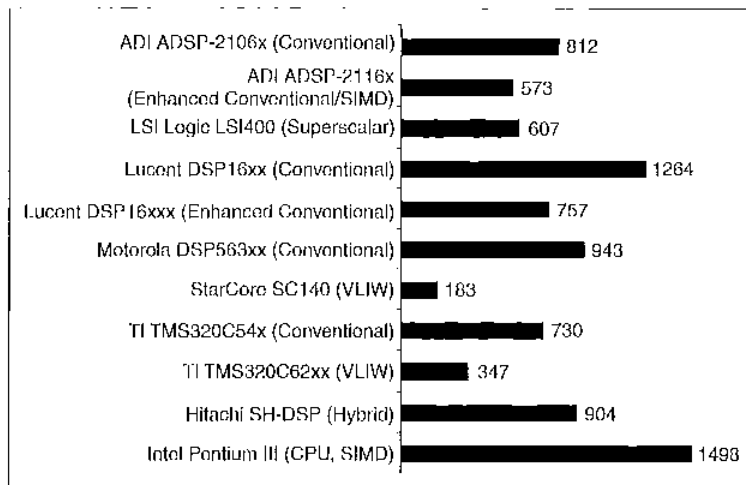 ADI ADSP-2106x (Conventional) 812
ADI ADSP-2116x
(Enhanced Conventional/SIMD) 573
LSI Logic LSI400 (Superscalar) 607
Lucent DSP16xx (Conventional) 1264
Lucent DSP16xxx (Enhanced Conventional) 757
Motorola DSP563xx (Conventional) 943
StarCore SC140 (VLIW) 183
TI TMS320C54x (Conventional) 730
TI TMS320C62xx (VLIW) 347
Hitachi SH-DSP (Hybrid) 904
Intel Pentium III (CPU, SIMD) 1498